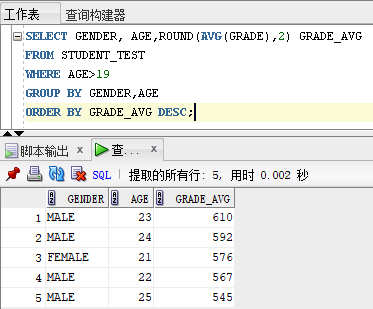 工作表 查询构建器
SELECT GENDER, AGE,ROUND(AVG(GRADE),2) GRADE_AVG
FROM STUDENT_TEST
WHERE AGE>19
GROUP BY GENDER,AGE
ORDER BY GRADE_AVG DESC;
脚本输出 x 查... x
SQL | 提取的所有行: 5, 用时 0.002 秒
GENDER AGE GRADE_AVG
1 MALE 23 610
2 MALE 24 592
3 FEMALE 21 576
4 MALE 22 567
5 MALE 25 545